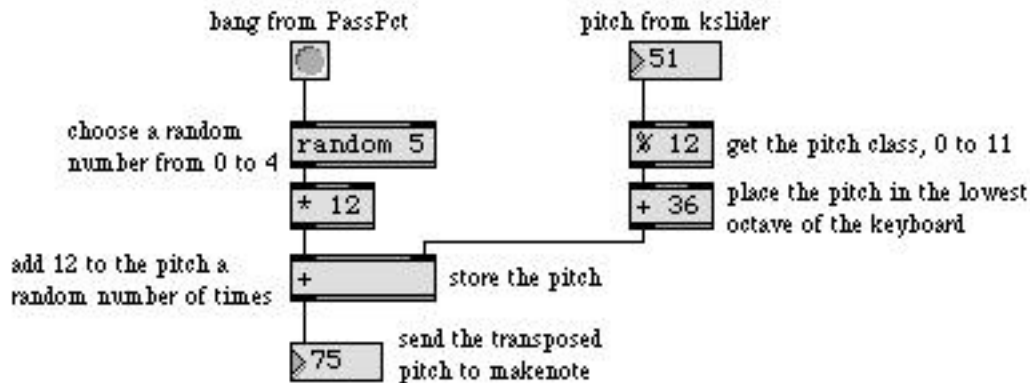 bang from PassPct
pitch from kslider
51
choose a random
number from 0 to 4
random 5
% 12
get the pitch class, 0 to 11
* 12
+ 36
place the pitch in the lowest
octave of the keyboard
add 12 to the pitch a
random number of times
+
store the pitch
75
send the transposed
pitch to makenote